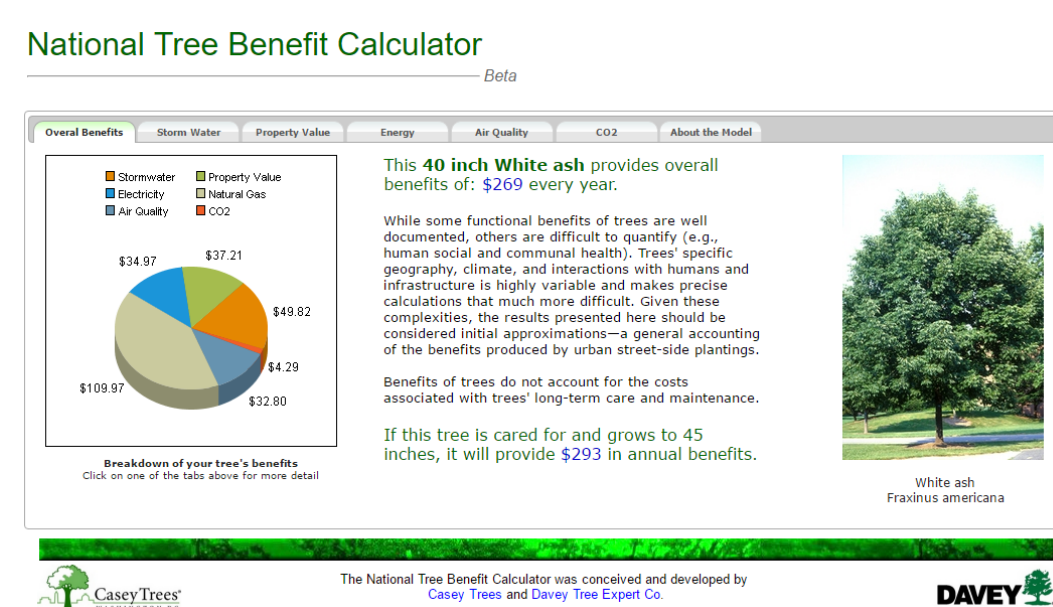 National Tree Benefit Calculator
Beta
Overal Benefits
Storm Water
Property Value
Energy
Air Quality
CO2
About the Model
Stormwater
Property Value
Electricity
Natural Gas
Air Quality
CO2
$34.97
$37.21
$49.82
$4.29
$32.80
$109.97
Breakdown of your tree's benefits
Click on one of the tabs above for more detail
This 40 inch White ash provides overall
benefits of: $269 every year.
While some functional benefits of trees are well
documented, others are difficult to quantify (e.g.,
human social and communal health). Trees' specific
geography, climate, and interactions with humans and
infrastructure is highly variable and makes precise
calculations that much more difficult. Given these
complexities, the results presented here should be
considered initial approximations—a general accounting
of the benefits produced by urban street-side plantings.
Benefits of trees do not account for the costs
associated with trees' long-term care and maintenance.
If this tree is cared for and grows to 45
inches, it will provide $293 in annual benefits.
White ash
Fraxinus americana
Casey Trees
The National Tree Benefit Calculator was conceived and developed by
Casey Trees and Davey Tree Expert Co.
DAVEY